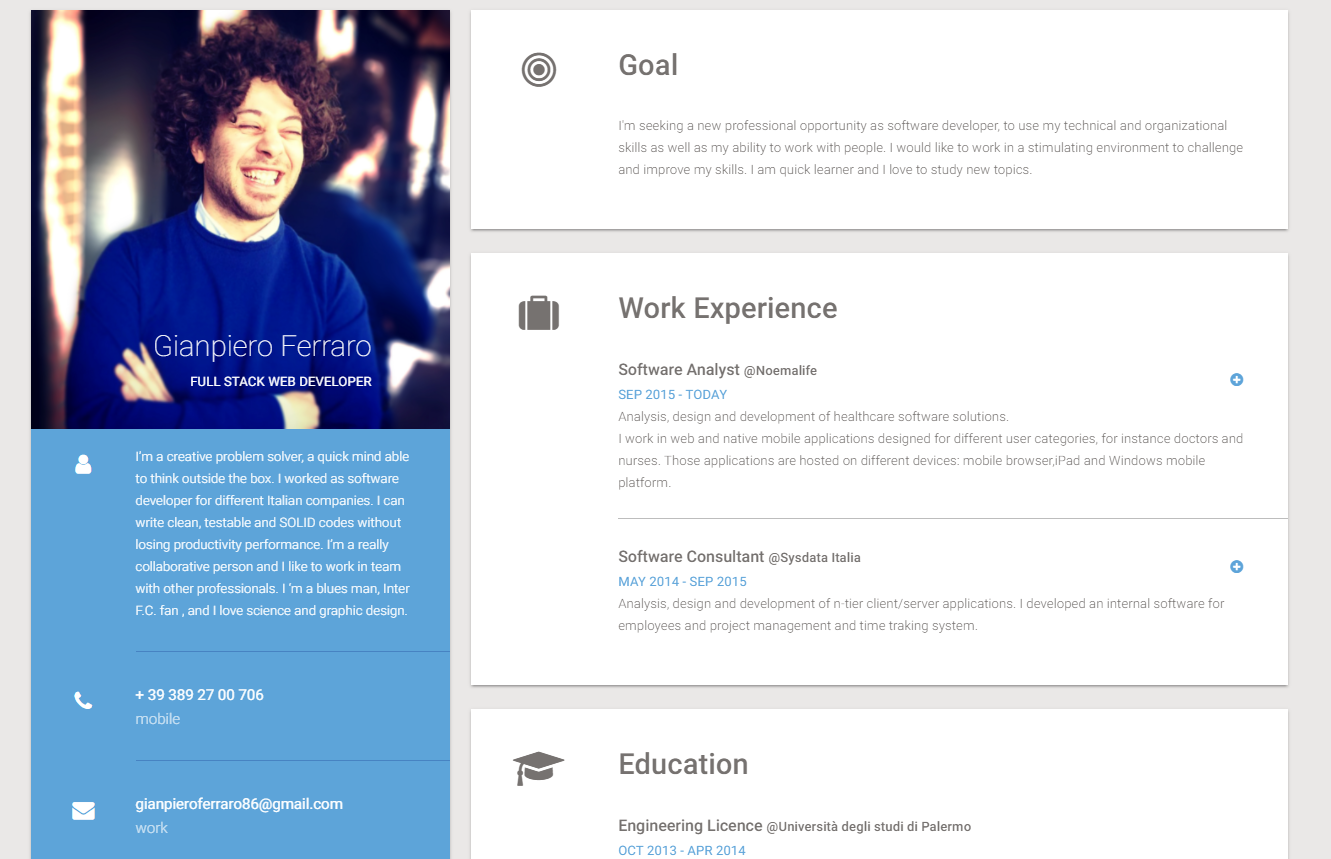 Gianpiero Ferraro
FULL STACK WEB DEVELOPER
I'm a creative problem solver, a quick mind able
to think outside the box. I worked as software
developer for different Italian companies. I can
write clean, testable and SOLID codes without
losing productivity performance. I'm a really
collaborative person and I like to work in team
with other professionals. I 'm a blues man, Inter
F.C. fan , and I love science and graphic design.
+ 39 389 27 00 706
mobile
gianpieroferraro86@gmail.com
work
Goal
I'm seeking a new professional opportunity as software developer, to use my technical and organizational
skills as well as my ability to work with people. I would like to work in a stimulating environment to challenge
and improve my skills. I am quick learner and I love to study new topics.
Work Experience
Software Analyst @Noemalife
SEP 2015 - TODAY
Analysis, design and development of healthcare software solutions.
I work in web and native mobile applications designed for different user categories, for instance doctors and
nurses. Those applications are hosted on different devices: mobile browser,iPad and Windows mobile
platform.
Software Consultant @Sysdata Italia
MAY 2014 - SEP 2015
Analysis, design and development of n-tier client/server applications. I developed an internal software for
employees and project management and time traking system.
Education
Engineering Licence @Università degli studi di Palermo
OCT 2013 - APR 2014